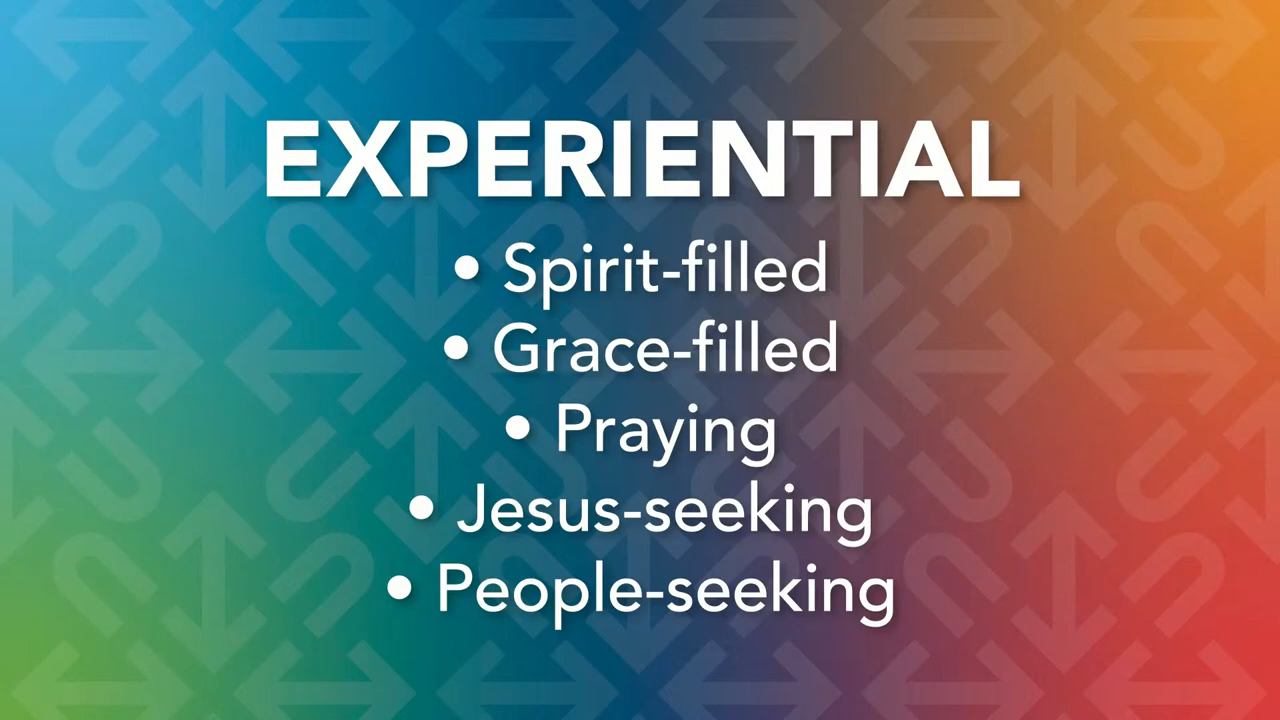 EXPERIENTIAL
• Spirit-filled
• Grace-filled
• Praying
• Jesus-seeking
• People-seeking